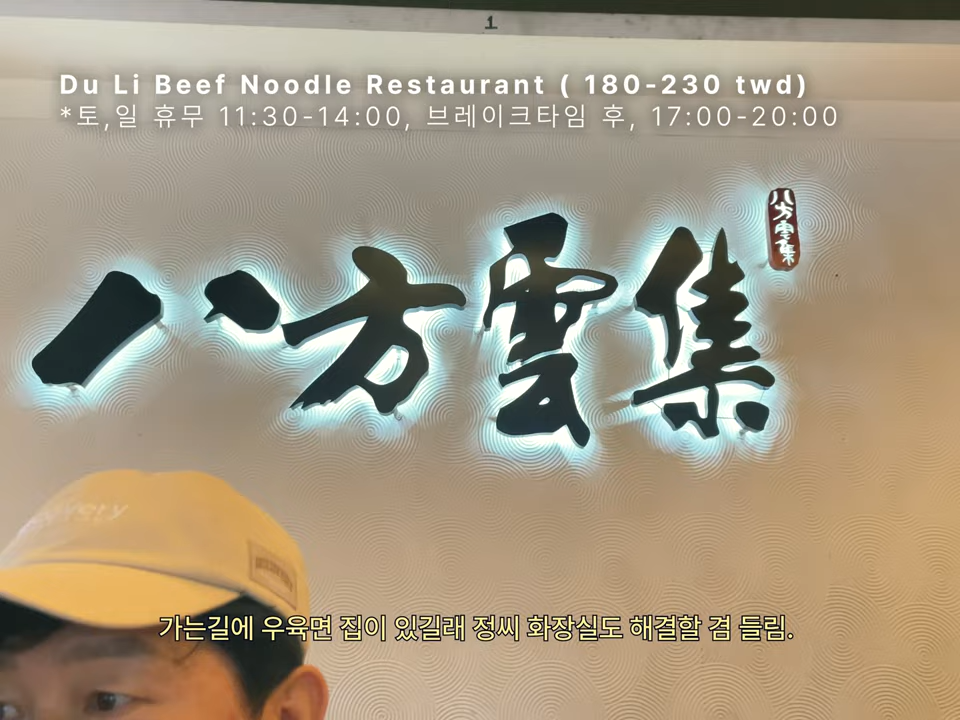 1
Du Li Beef Noodle Restaurant ( 180-230 twd)
*토,일 휴무 11:30-14:00, 브레이크타임 후, 17:00-20:00
八方雲集
八方雲集
가는길에 우육면 집이 있길래 정씨 화장실도 해결할 겸 들림.